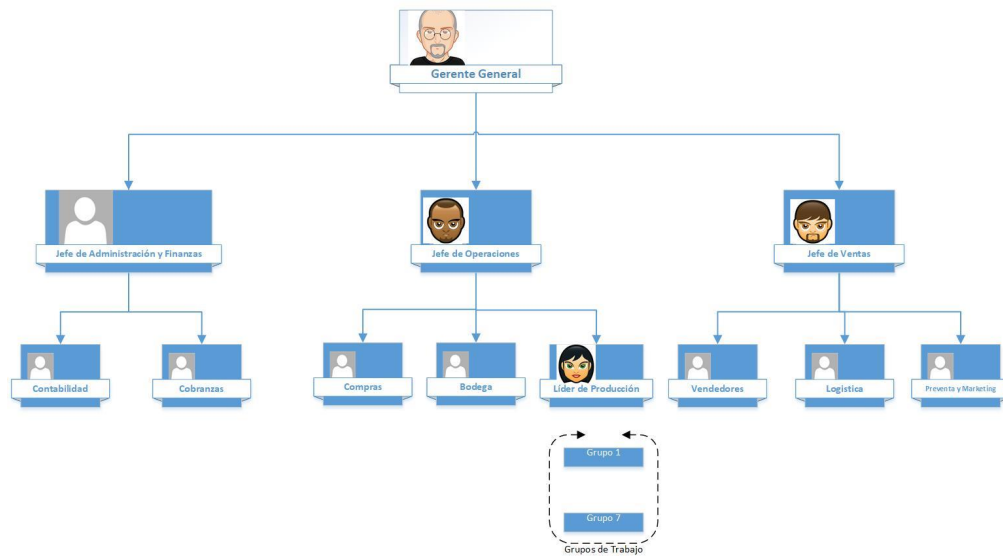 Gerente General
Jefe de Administración y Finanzas
Jefe de Operaciones
Jefe de Ventas
Contabilidad
Cobranzas
Compras
Bodega
Líder de Producción
Vendedores
Logistica
Preventa y Marketing
Grupo 1
Grupo 7
Grupos de Trabajo